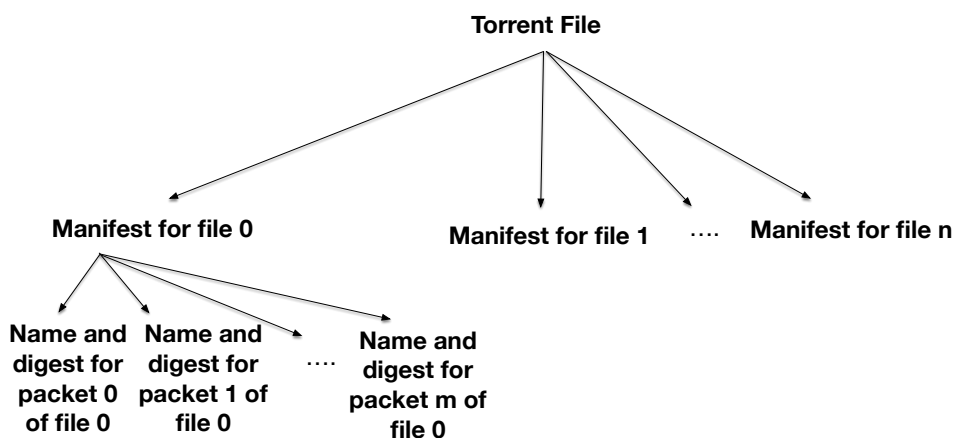 Torrent File
Manifest for file 0
Manifest for file 1
....
Manifest for file n
Name and
digest for
packet 0
of file 0
Name and
digest for
packet 1 of
file 0
....
Name and
digest for
packet m of
file 0